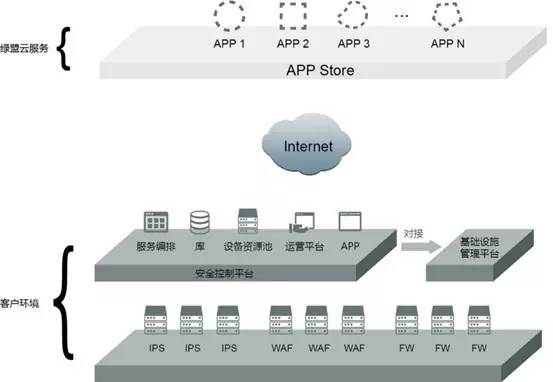 绿盟云服务
APP 1 APP 2 APP 3 ... APP N
APP Store
Internet
服务编排 库 设备资源池 运营平台 APP
对接
基础设施
管理平台
安全控制平台
客户环境
IPS IPS IPS WAF WAF WAF FW FW FW